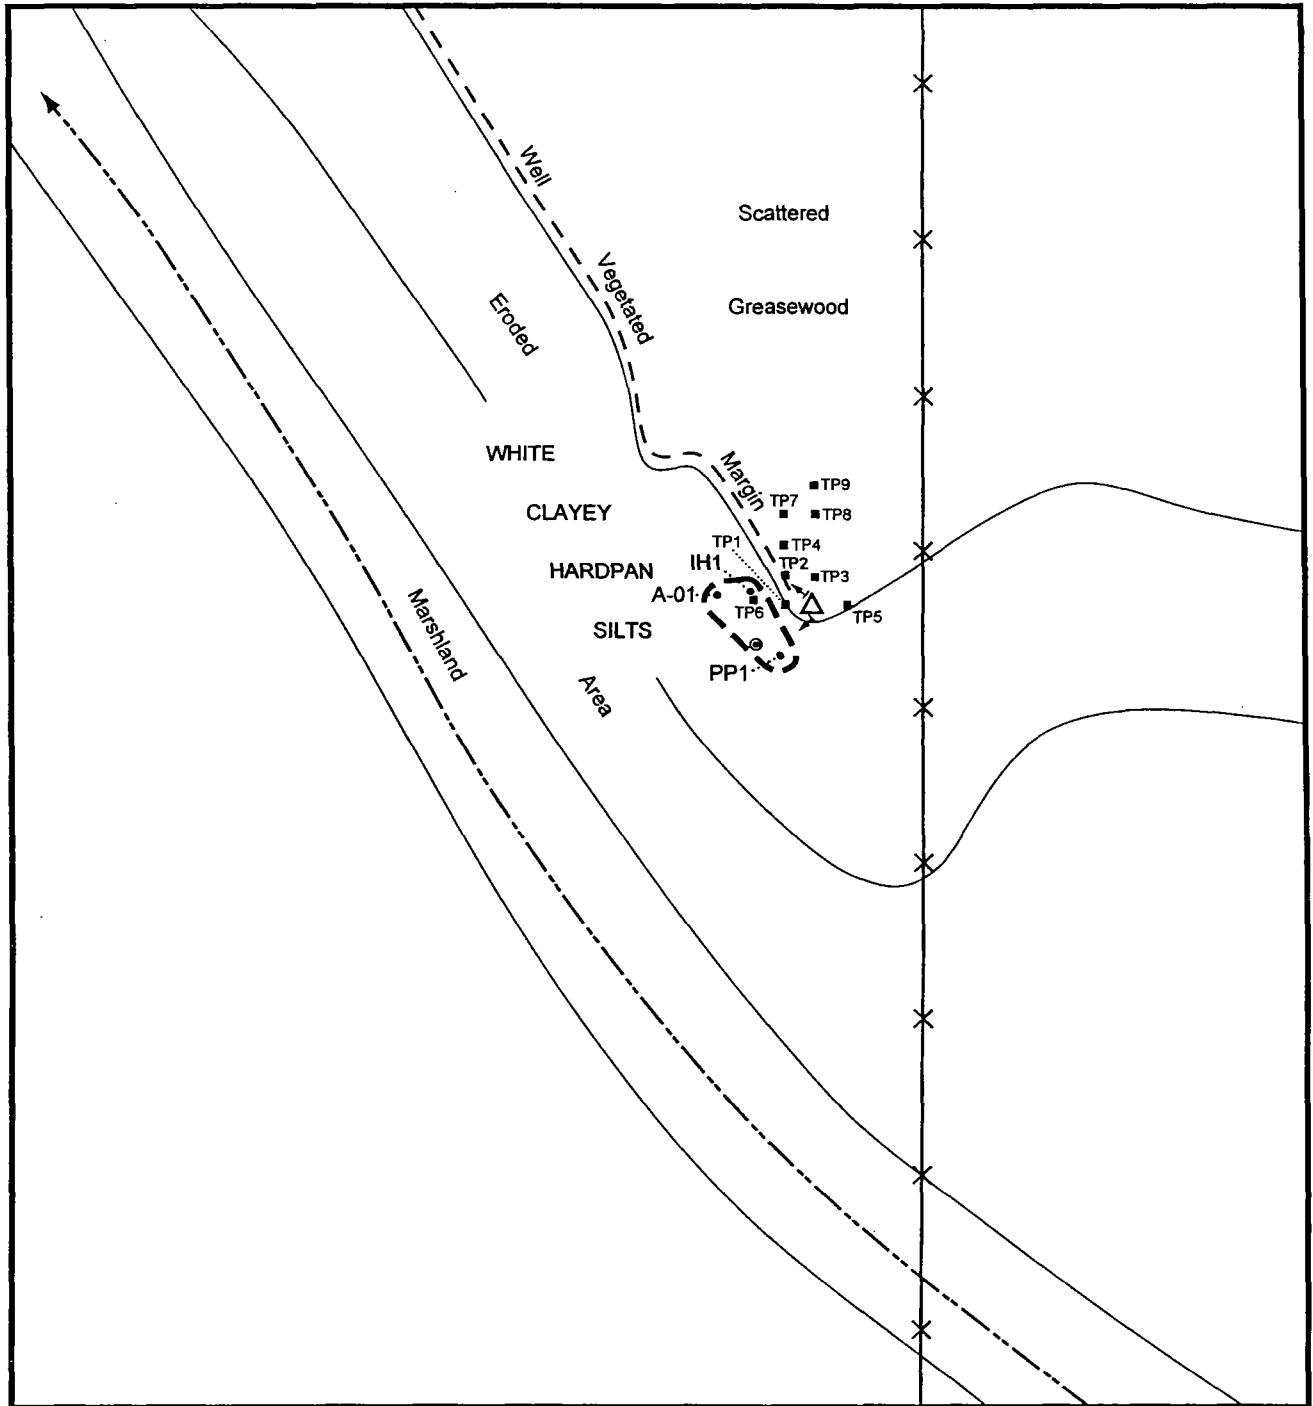 Well
Vegetated
Margin
Scattered
Greasewood
Eroded
WHITE
CLAYEY
HARDPAN
SILTS
Area
Marshland
TP9
TP7
TP8
TP1
TP4
IH1
TP2
TP3
A-01
TP6
TP5
PP1